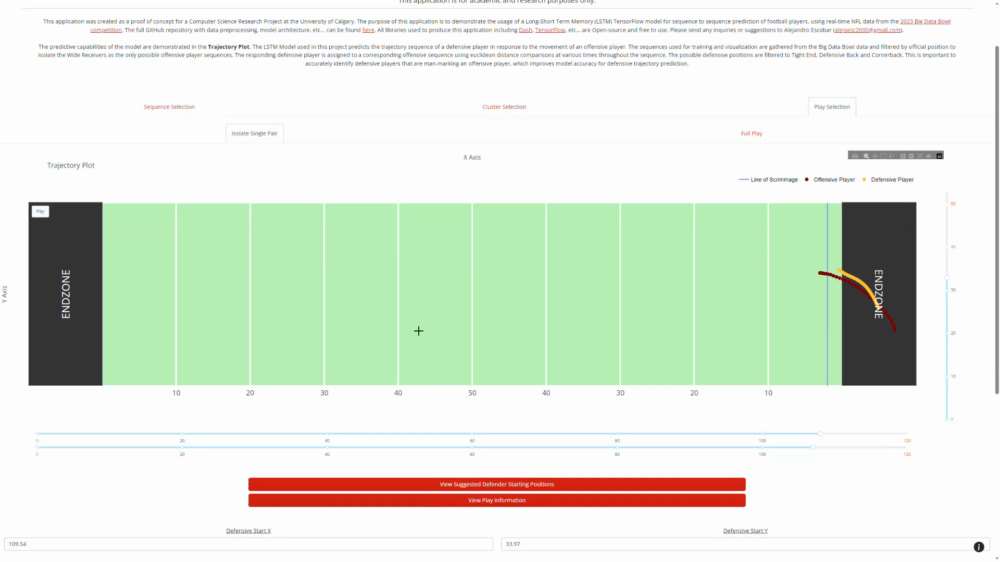 This application is for academic and research purposes only.
This application was created as a proof of concept for a Computer Science Research Project at the University of Calgary. The purpose of this application is to demonstrate the usage of a Long-Short Term Memory (LSTM) TensorFlow model for sequence to sequence prediction of football players, using real-time NFL data from the 2023 Big Data Bowl
competition. The full GitHub repository with data preprocessing, model architecture, etc... can be found here. All libraries used to produce this application including Dash, TensorFlow, etc... are Open-source and free to use. Please send any inquiries or suggestions to Alejandro Escobar (alejoesc2000@gmail.com).
The predictive capabilities of the model are demonstrated in the Trajectory Plot. The LSTM Model used in this project predicts the trajectory sequence of a defensive player in response to the movement of an offensive player. The sequences used for training and visualization are gathered from the Big Data Bowl data and filtered by official position to
isolate the Wide Receivers as the only possible offensive player sequences. The responding defensive player is assigned to a corresponding offensive sequence using euclidean distance comparisons at various times throughout the sequence. The possible defensive positions are filtered to Tight End, Defensive Back and Cornerback. This is important to
accurately identify defensive players that are man-marking an offensive player, which improves model accuracy for defensive trajectory prediction.
Sequence Selection
Cluster Selection
Play Selection
Isolate Single Pair
Full Play
X Axis
Trajectory Plot
Line of Scrimmage
Offensive Player
Defensive Player
Play
ENDZONE
ENDZONE
Y Axis
50
40
30
20
10
0
10 20 30 40 50 40 30 20 10
0 20 40 60 80 100 120
0 20 40 60 80 100 120
View Suggested Defender Starting Positions
View Play Information
Defensive Start X
Defensive Start Y
109.54
33.97
i